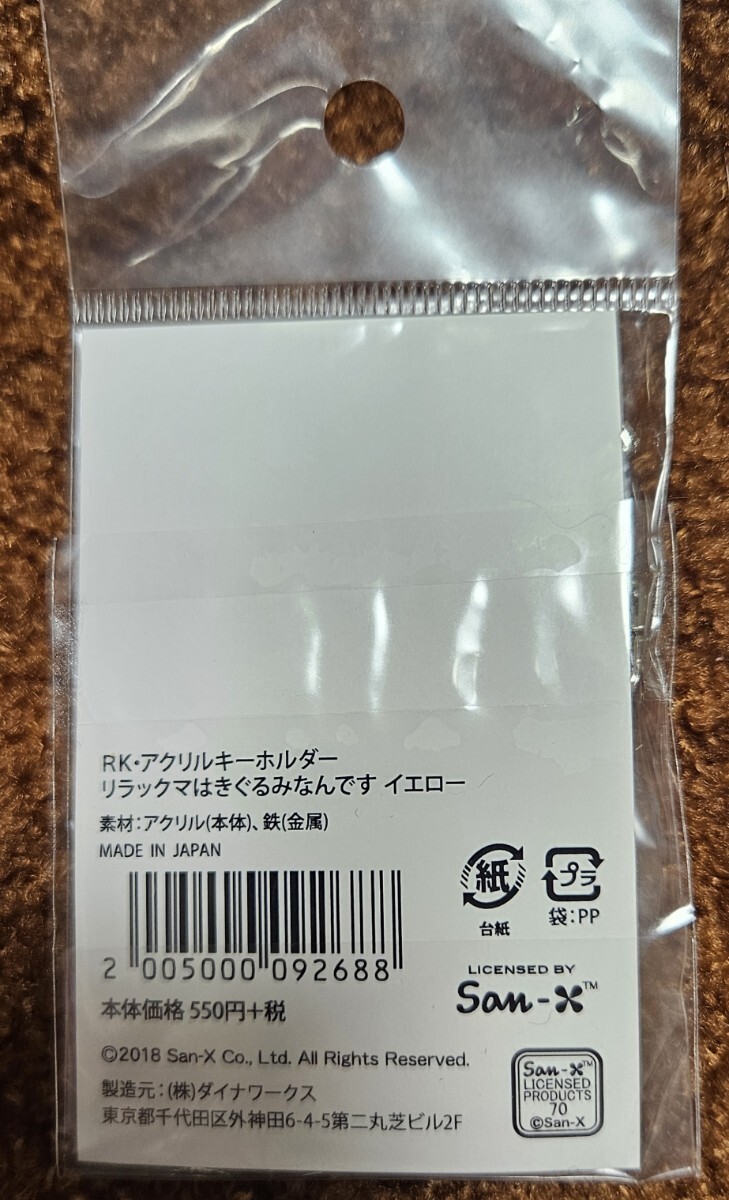 RK・アクリルキーホルダー
リラックマはきぐるみなんです イエロー
素材：アクリル(本体)、鉄(金属)
MADE IN JAPAN
紙
台紙
プラ
袋：PP
2 005000 092688
本体価格 550円+税
LICENSED BY
San-X™
©2018 San-X Co., Ltd. All Rights Reserved.
製造元：(株)ダイナワークス
東京都千代田区外神田6-4-5第二丸芝ビル2F
San-X™
LICENSED
PRODUCTS
70
©San-X